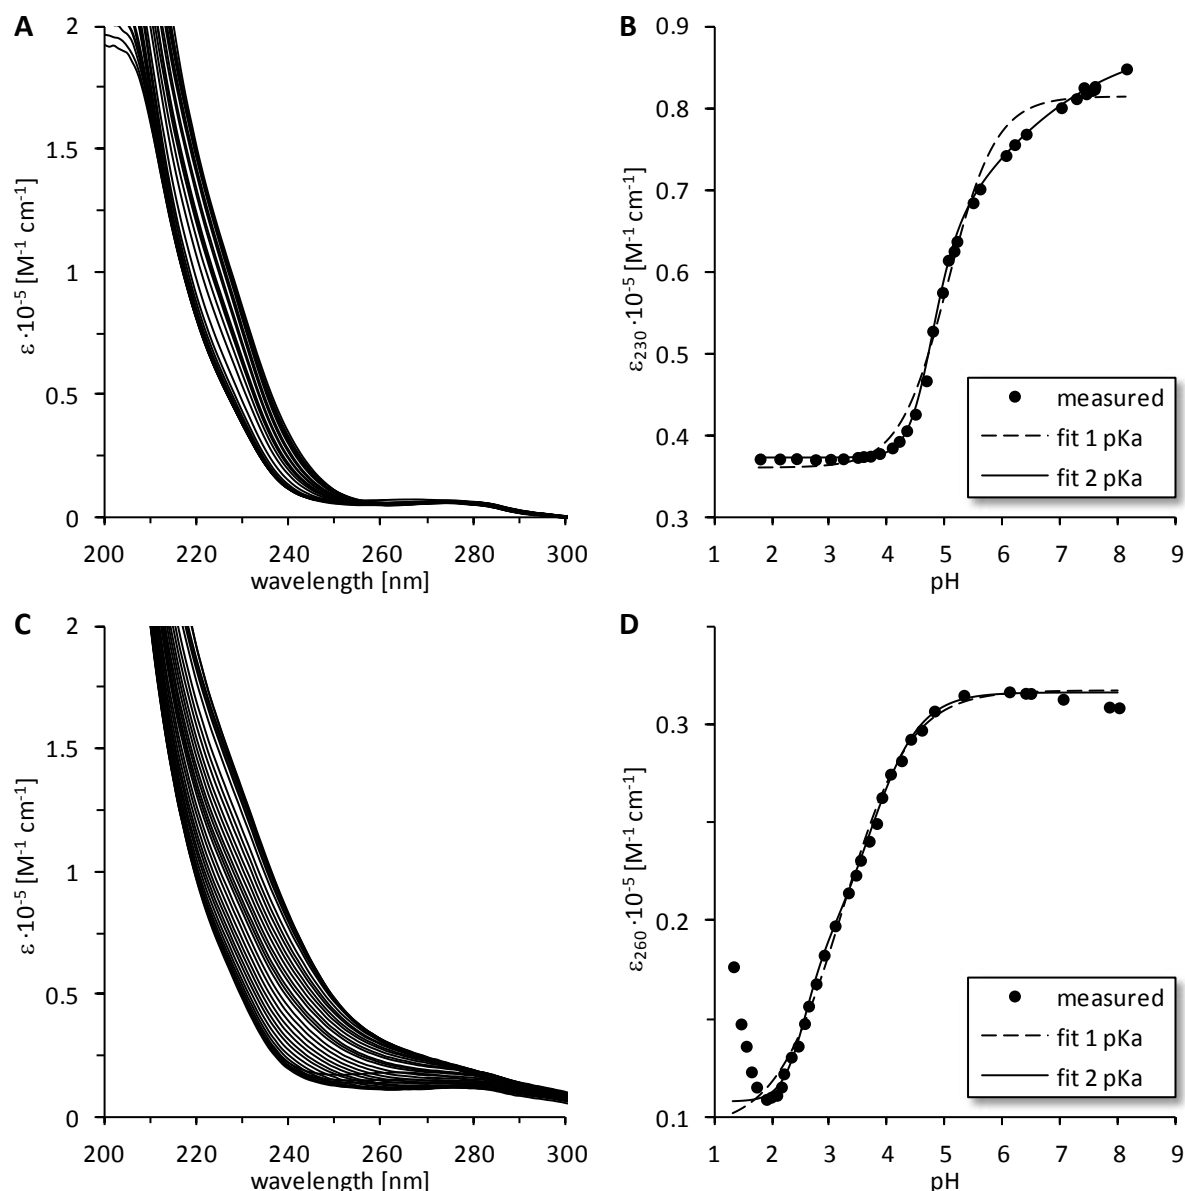 A
2
1.5
1
0.5
0
ε·10⁻⁵ [M⁻¹ cm⁻¹]
200 220 240 260 280 300
wavelength [nm]
B
0.9
0.8
0.7
0.6
0.5
0.4
0.3
ε₂₃₀·10⁻⁵ [M⁻¹ cm⁻¹]
measured
fit 1 pKa
fit 2 pKa
1 2 3 4 5 6 7 8 9
pH
C
2
1.5
1
0.5
0
ε·10⁻⁵ [M⁻¹ cm⁻¹]
200 220 240 260 280 300
wavelength [nm]
D
0.3
0.2
0.1
ε₂₆₀·10⁻⁵ [M⁻¹ cm⁻¹]
measured
fit 1 pKa
fit 2 pKa
1 2 3 4 5 6 7 8 9
pH